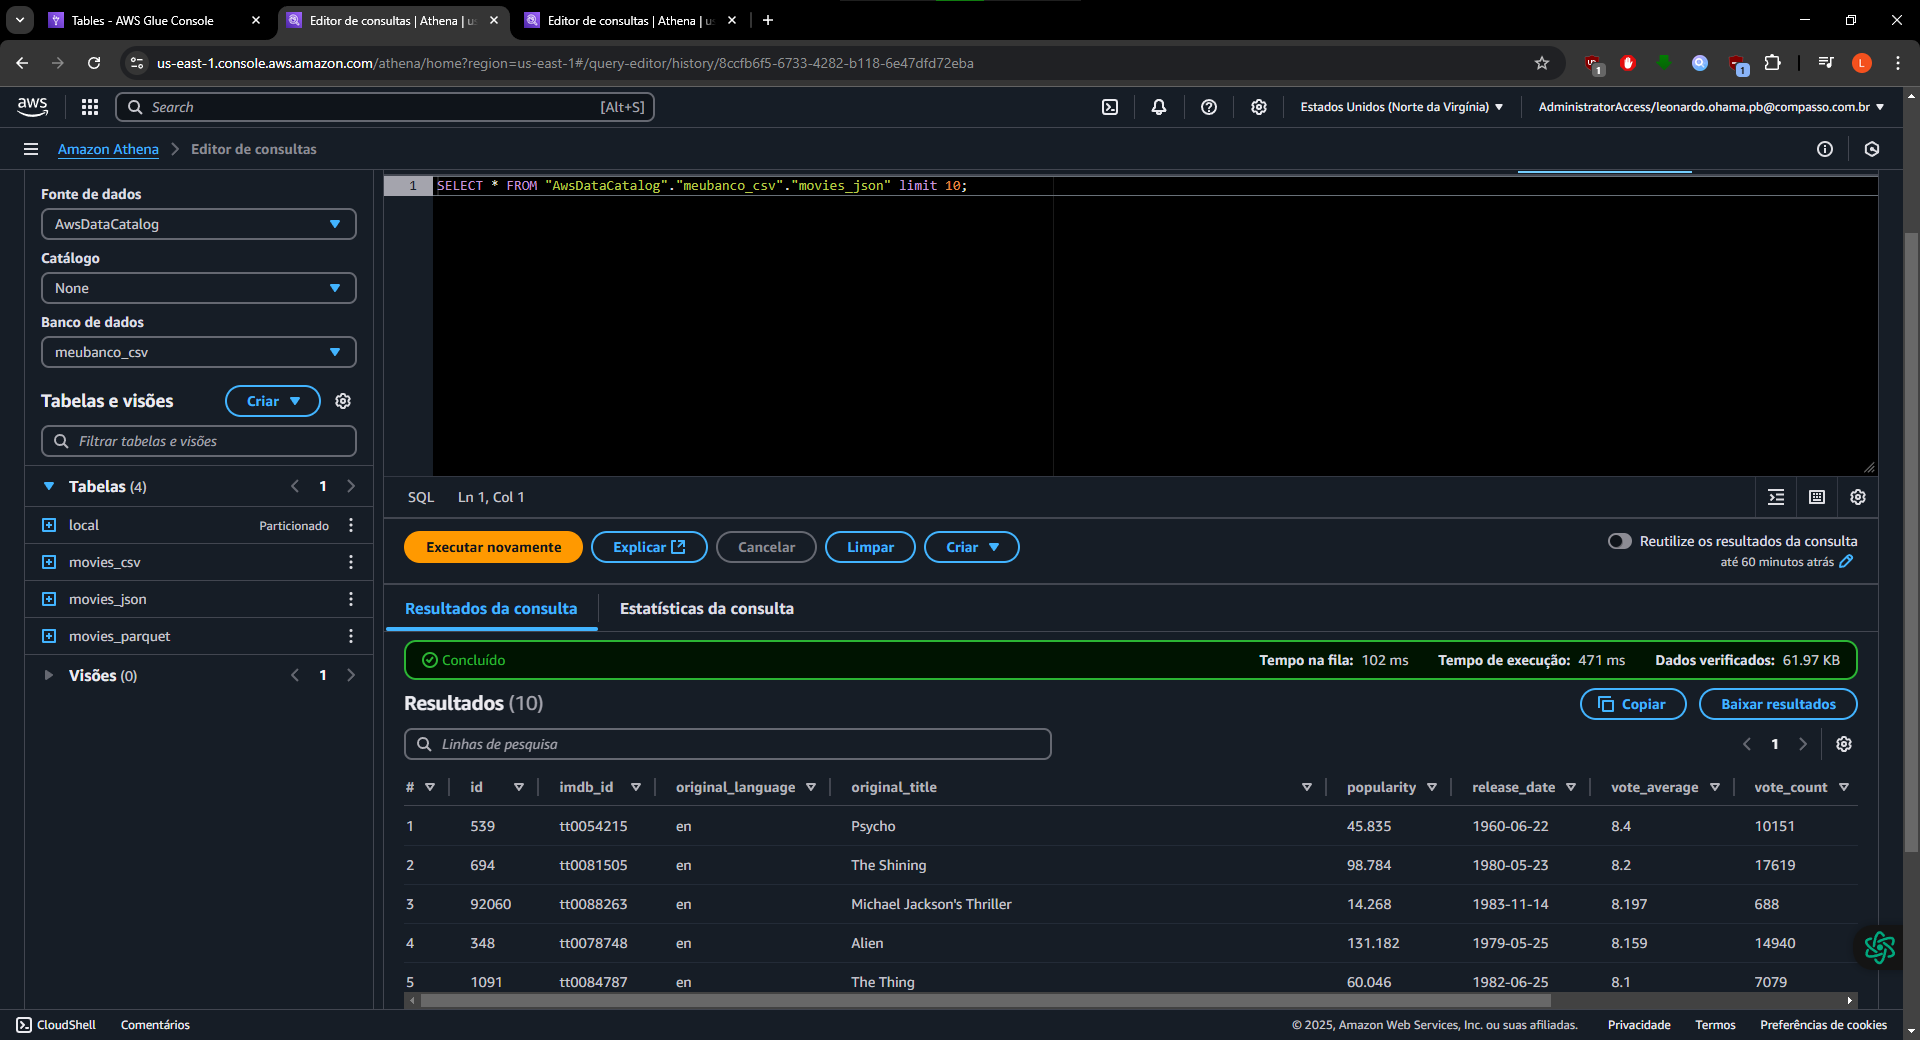 Tables - AWS Glue Console
Editor de consultas | Athena | us
Editor de consultas | Athena | us
us-east-1.console.aws.amazon.com/athena/home?region=us-east-1#/query-editor/history/8ccfb6f5-6733-4282-b118-6e47dfd72eba
1
1
L
aws
Search
[Alt+S]
Estados Unidos (Norte da Virgínia)
AdministratorAccess/leonardo.ohama.pb@compasso.com.br
Amazon Athena
Editor de consultas
Fonte de dados
AwsDataCatalog
Catálogo
None
Banco de dados
meubanco_csv
Tabelas e visões
Criar
Filtrar tabelas e visões
Tabelas (4)
1
local
Particionado
movies_csv
movies_json
movies_parquet
Visões (0)
1
1 SELECT * FROM "AwsDataCatalog"."meubanco_csv"."movies_json" limit 10;
SQL
Ln 1, Col 1
Executar novamente
Explicar
Cancelar
Limpar
Criar
Reutilize os resultados da consulta
até 60 minutos atrás
Resultados da consulta
Estatísticas da consulta
Concluído
Tempo na fila: 102 ms
Tempo de execução: 471 ms
Dados verificados: 61.97 KB
Resultados (10)
Copiar
Baixar resultados
Linhas de pesquisa
1
# id imdb_id original_language original_title popularity release_date vote_average vote_count
1 539 tt0054215 en Psycho 45.835 1960-06-22 8.4 10151
2 694 tt0081505 en The Shining 98.784 1980-05-23 8.2 17619
3 92060 tt0088263 en Michael Jackson's Thriller 14.268 1983-11-14 8.197 688
4 348 tt0078748 en Alien 131.182 1979-05-25 8.159 14940
5 1091 tt0084787 en The Thing 60.046 1982-06-25 8.1 7079
CloudShell
Comentários
© 2025, Amazon Web Services, Inc. ou suas afiliadas.
Privacidade
Termos
Preferências de cookies